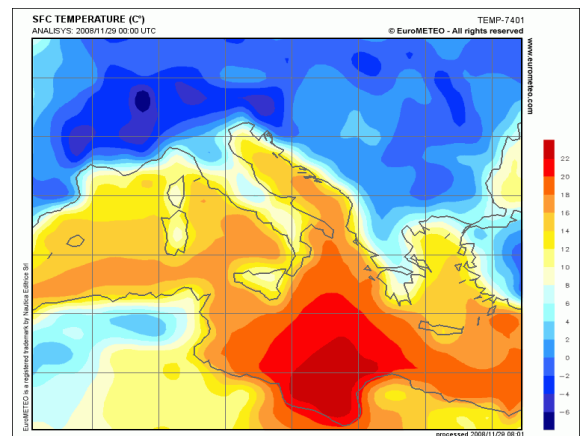 SFC TEMPERATURE (C°)
TEMP-7401
ANALISYS: 2008/11/29 00:00 UTC
© EuroMETEO - All rights reserved
www.eurometeo.com
EuroMETEO is a registered trademark by Nautica Editrice Srl
22
20
18
16
14
12
10
8
6
4
2
0
−2
−4
−6
processed 2008/11/29 08:01